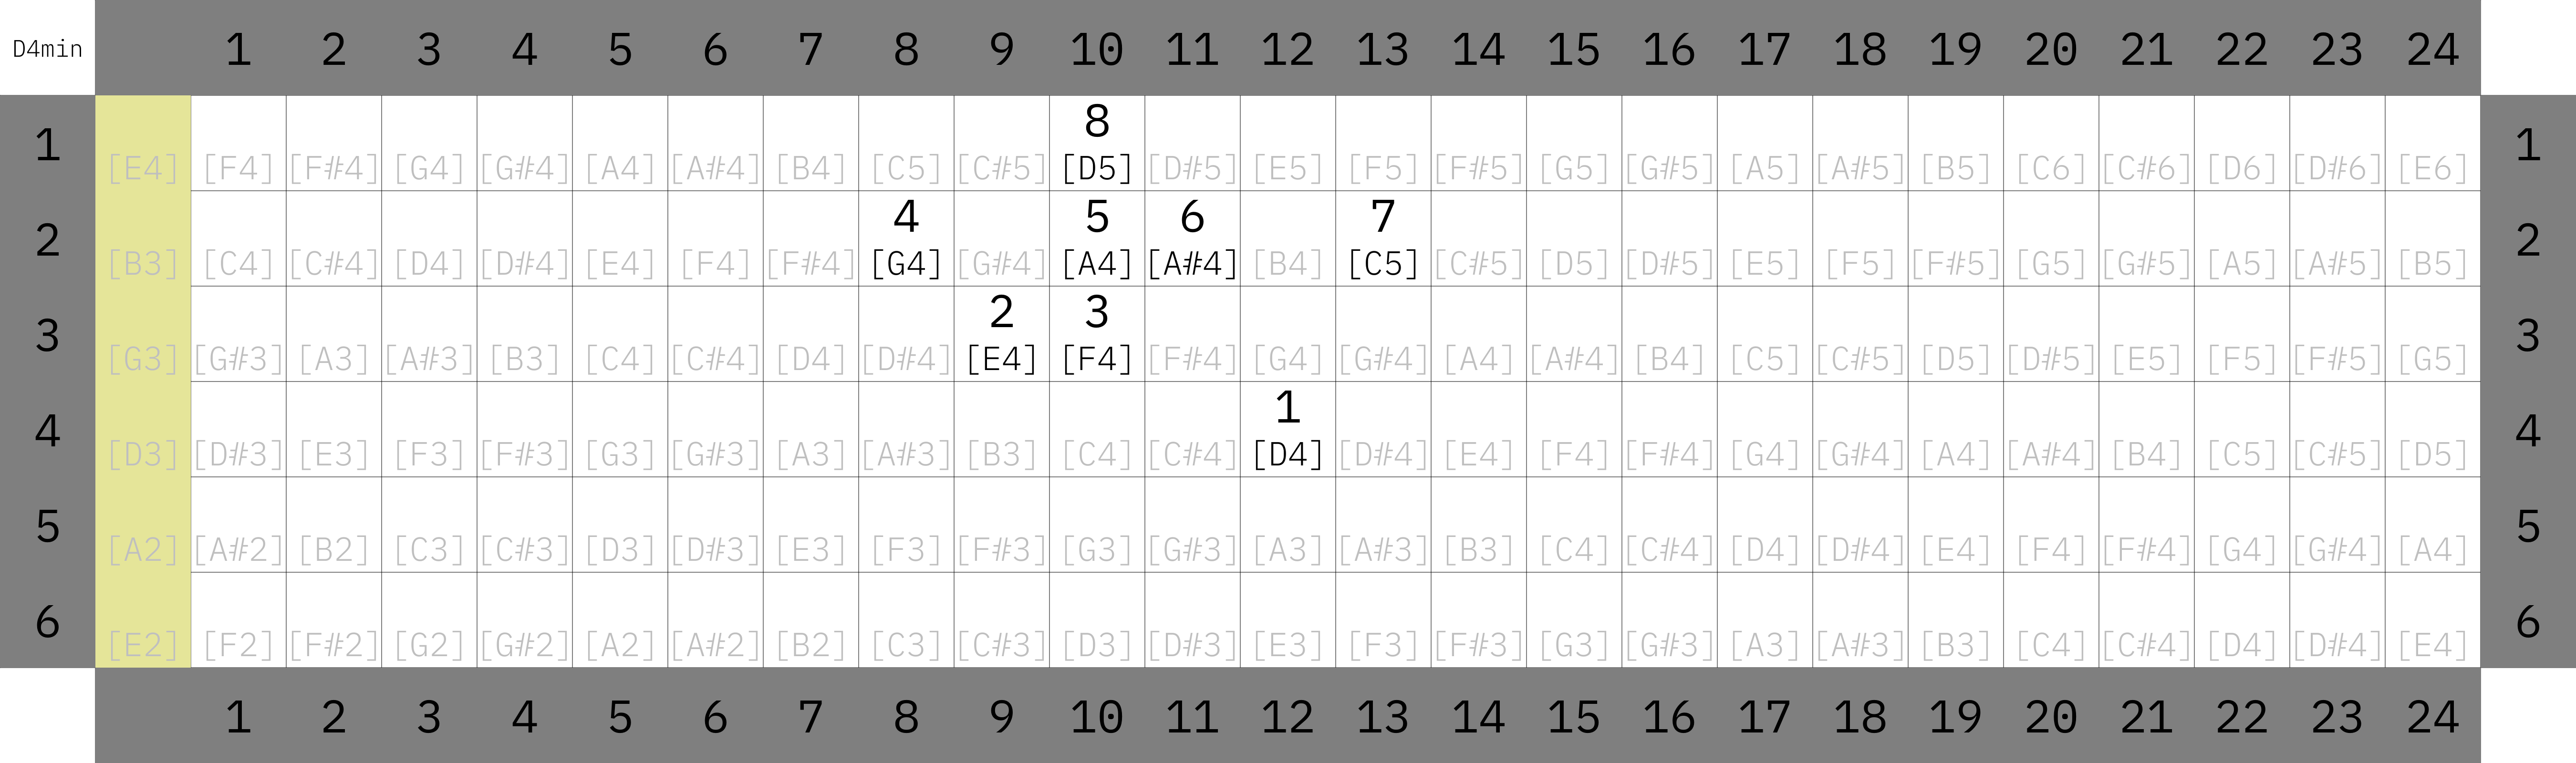 D4min 1 2 3 4 5 6 7 8 9 10 11 12 13 14 15 16 17 18 19 20 21 22 23 24
8
1 [E4] [F4] [F#4] [G4] [G#4] [A4] [A#4] [B4] [C5] [C#5] [D5] [D#5] [E5] [F5] [F#5] [G5] [G#5] [A5] [A#5] [B5] [C6] [C#6] [D6] [D#6] [E6] 1
4 5 6 7
2 [B3] [C4] [C#4] [D4] [D#4] [E4] [F4] [F#4] [G4] [G#4] [A4] [A#4] [B4] [C5] [C#5] [D5] [D#5] [E5] [F5] [F#5] [G5] [G#5] [A5] [A#5] [B5] 2
2 3
3 [G3] [G#3] [A3] [A#3] [B3] [C4] [C#4] [D4] [D#4] [E4] [F4] [F#4] [G4] [G#4] [A4] [A#4] [B4] [C5] [C#5] [D5] [D#5] [E5] [F5] [F#5] [G5] 3
1
4 [D3] [D#3] [E3] [F3] [F#3] [G3] [G#3] [A3] [A#3] [B3] [C4] [C#4] [D4] [D#4] [E4] [F4] [F#4] [G4] [G#4] [A4] [A#4] [B4] [C5] [C#5] [D5] 4
5 [A2] [A#2] [B2] [C3] [C#3] [D3] [D#3] [E3] [F3] [F#3] [G3] [G#3] [A3] [A#3] [B3] [C4] [C#4] [D4] [D#4] [E4] [F4] [F#4] [G4] [G#4] [A4] 5
6 [E2] [F2] [F#2] [G2] [G#2] [A2] [A#2] [B2] [C3] [C#3] [D3] [D#3] [E3] [F3] [F#3] [G3] [G#3] [A3] [A#3] [B3] [C4] [C#4] [D4] [D#4] [E4] 6
1 2 3 4 5 6 7 8 9 10 11 12 13 14 15 16 17 18 19 20 21 22 23 24